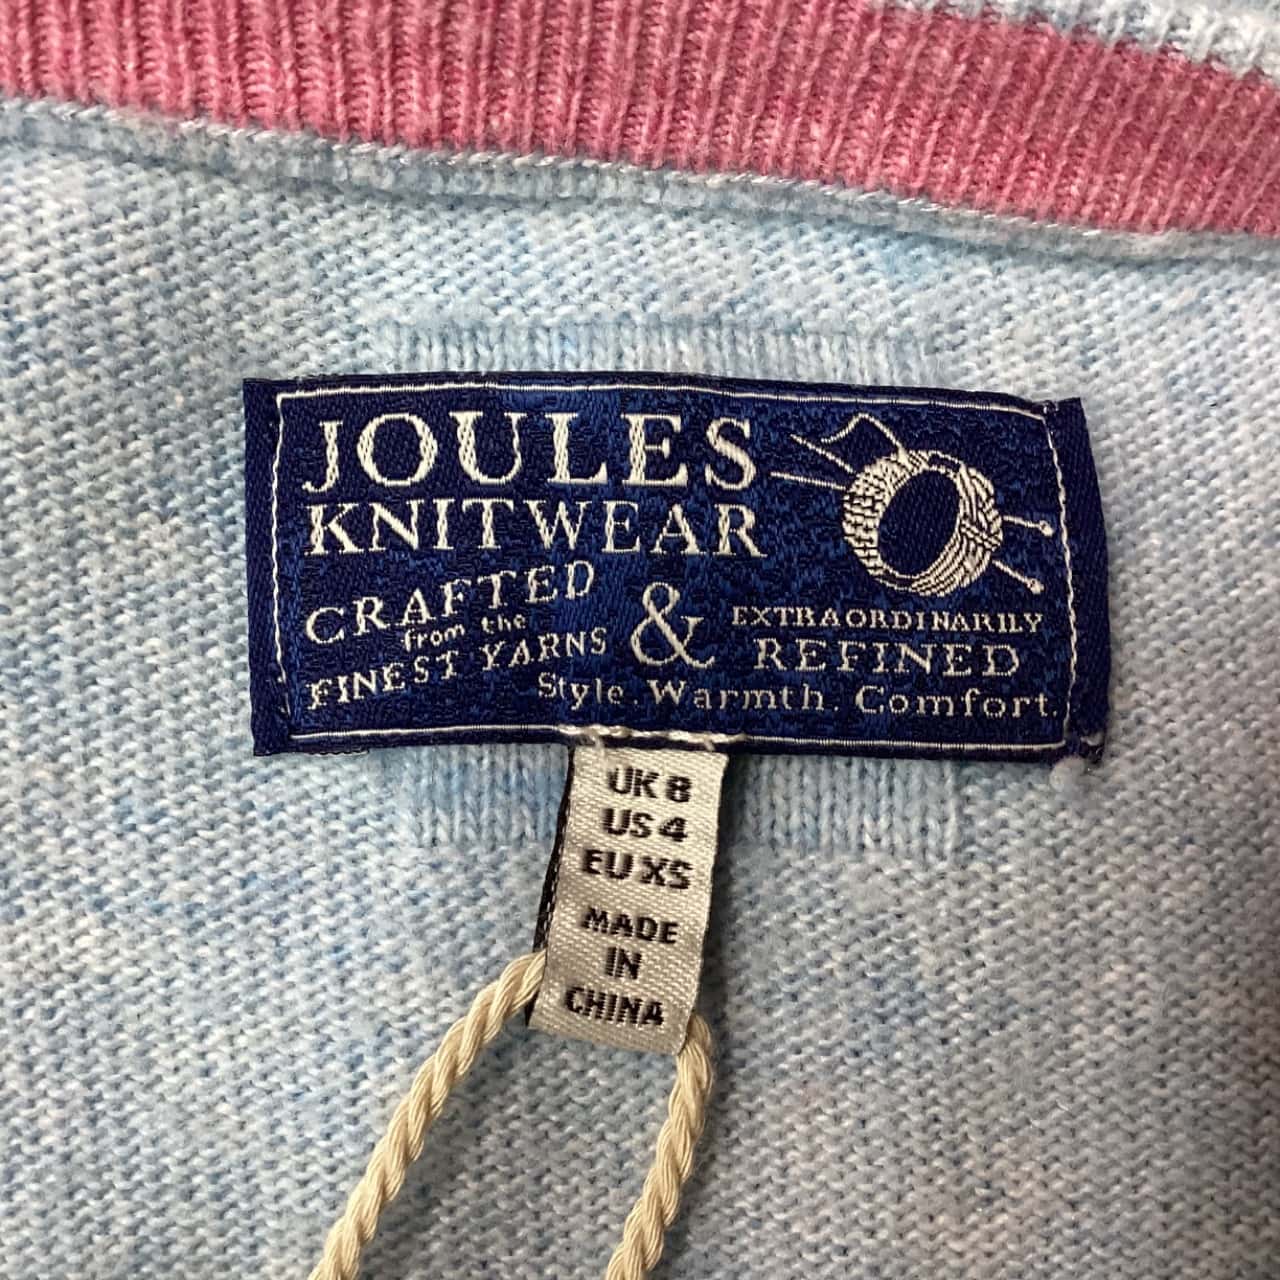 JOULES
KNITWEAR
CRAFTED
from the
FINEST YARNS
&
EXTRAORDINARILY
REFINED
Style. Warmth. Comfort.
UK 8
US 4
EU XS
MADE
IN
CHINA